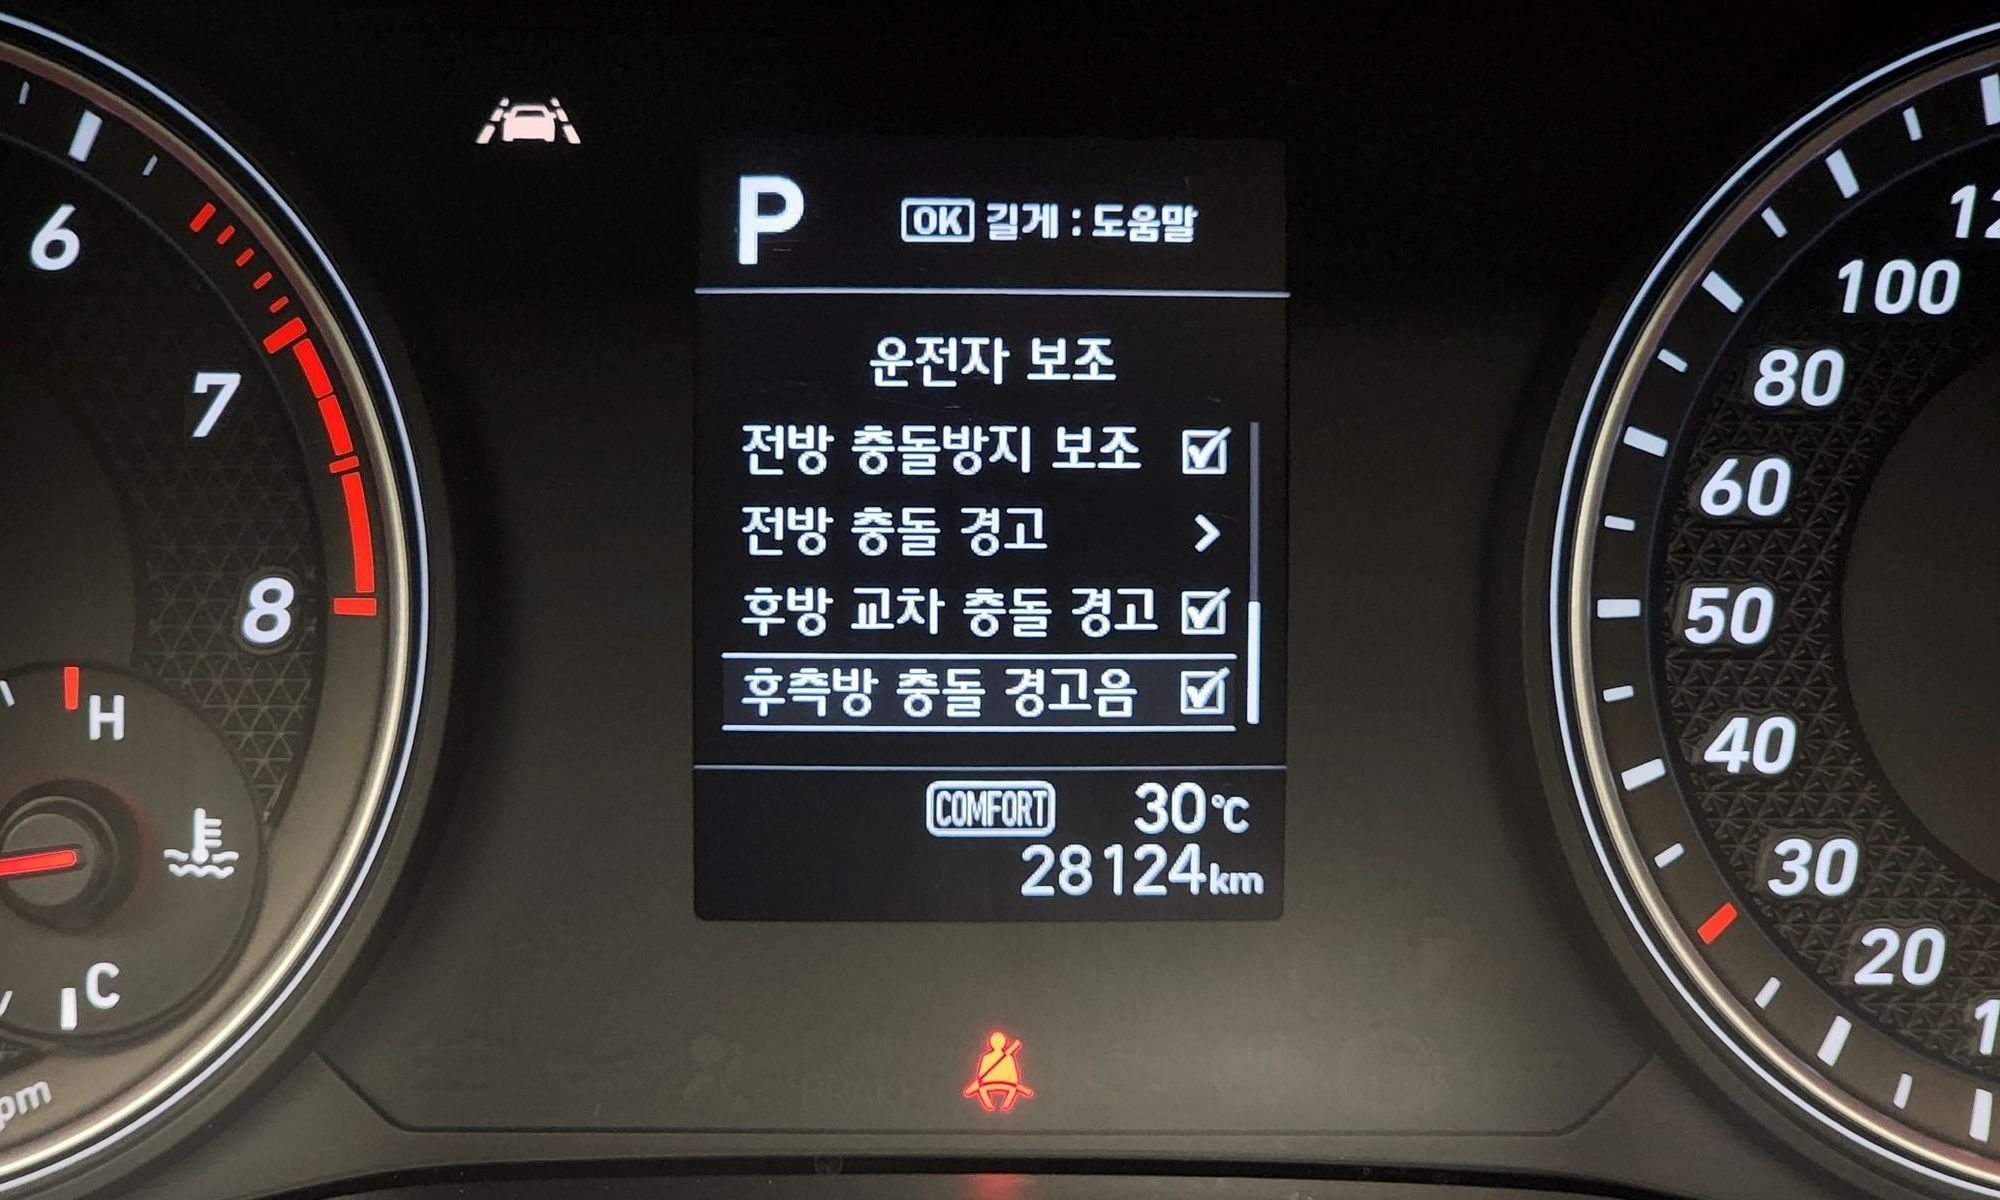 6
7
8
H
C
pm
P
OK 길게 : 도움말
운전자 보조
전방 충돌방지 보조
전방 충돌 경고 >
후방 교차 충돌 경고
후측방 충돌 경고음
COMFORT 30℃
28124km
100
80
60
50
40
30
20
BRAKE